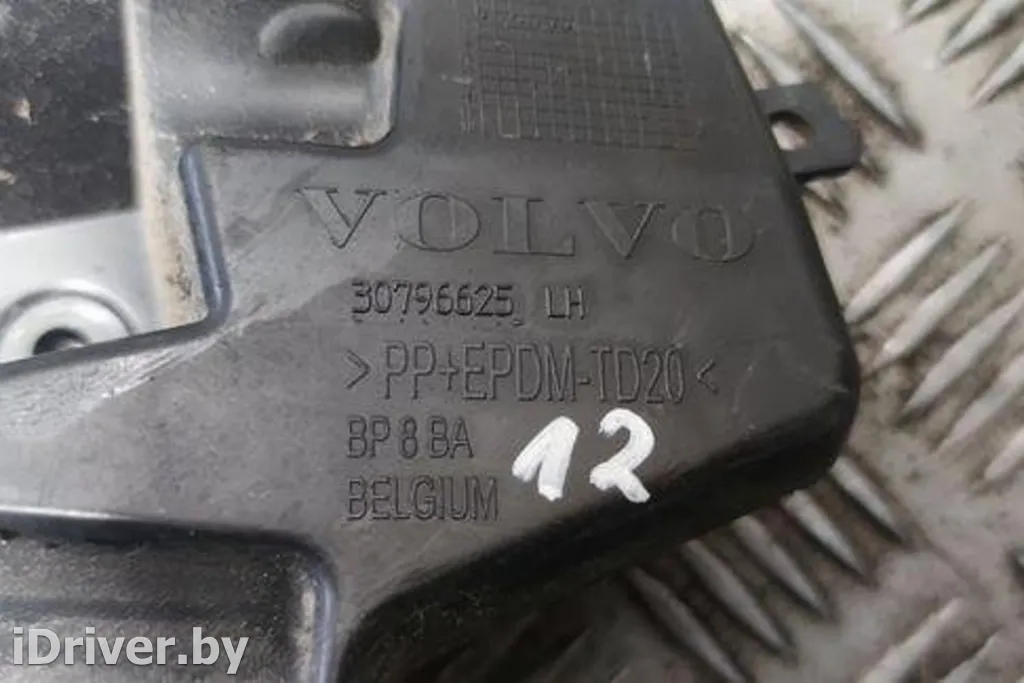 VOLVO
30796625 LH
>PP+EPDM-TD20<
BP 8 BA
12
BELGIUM
iDriver.by